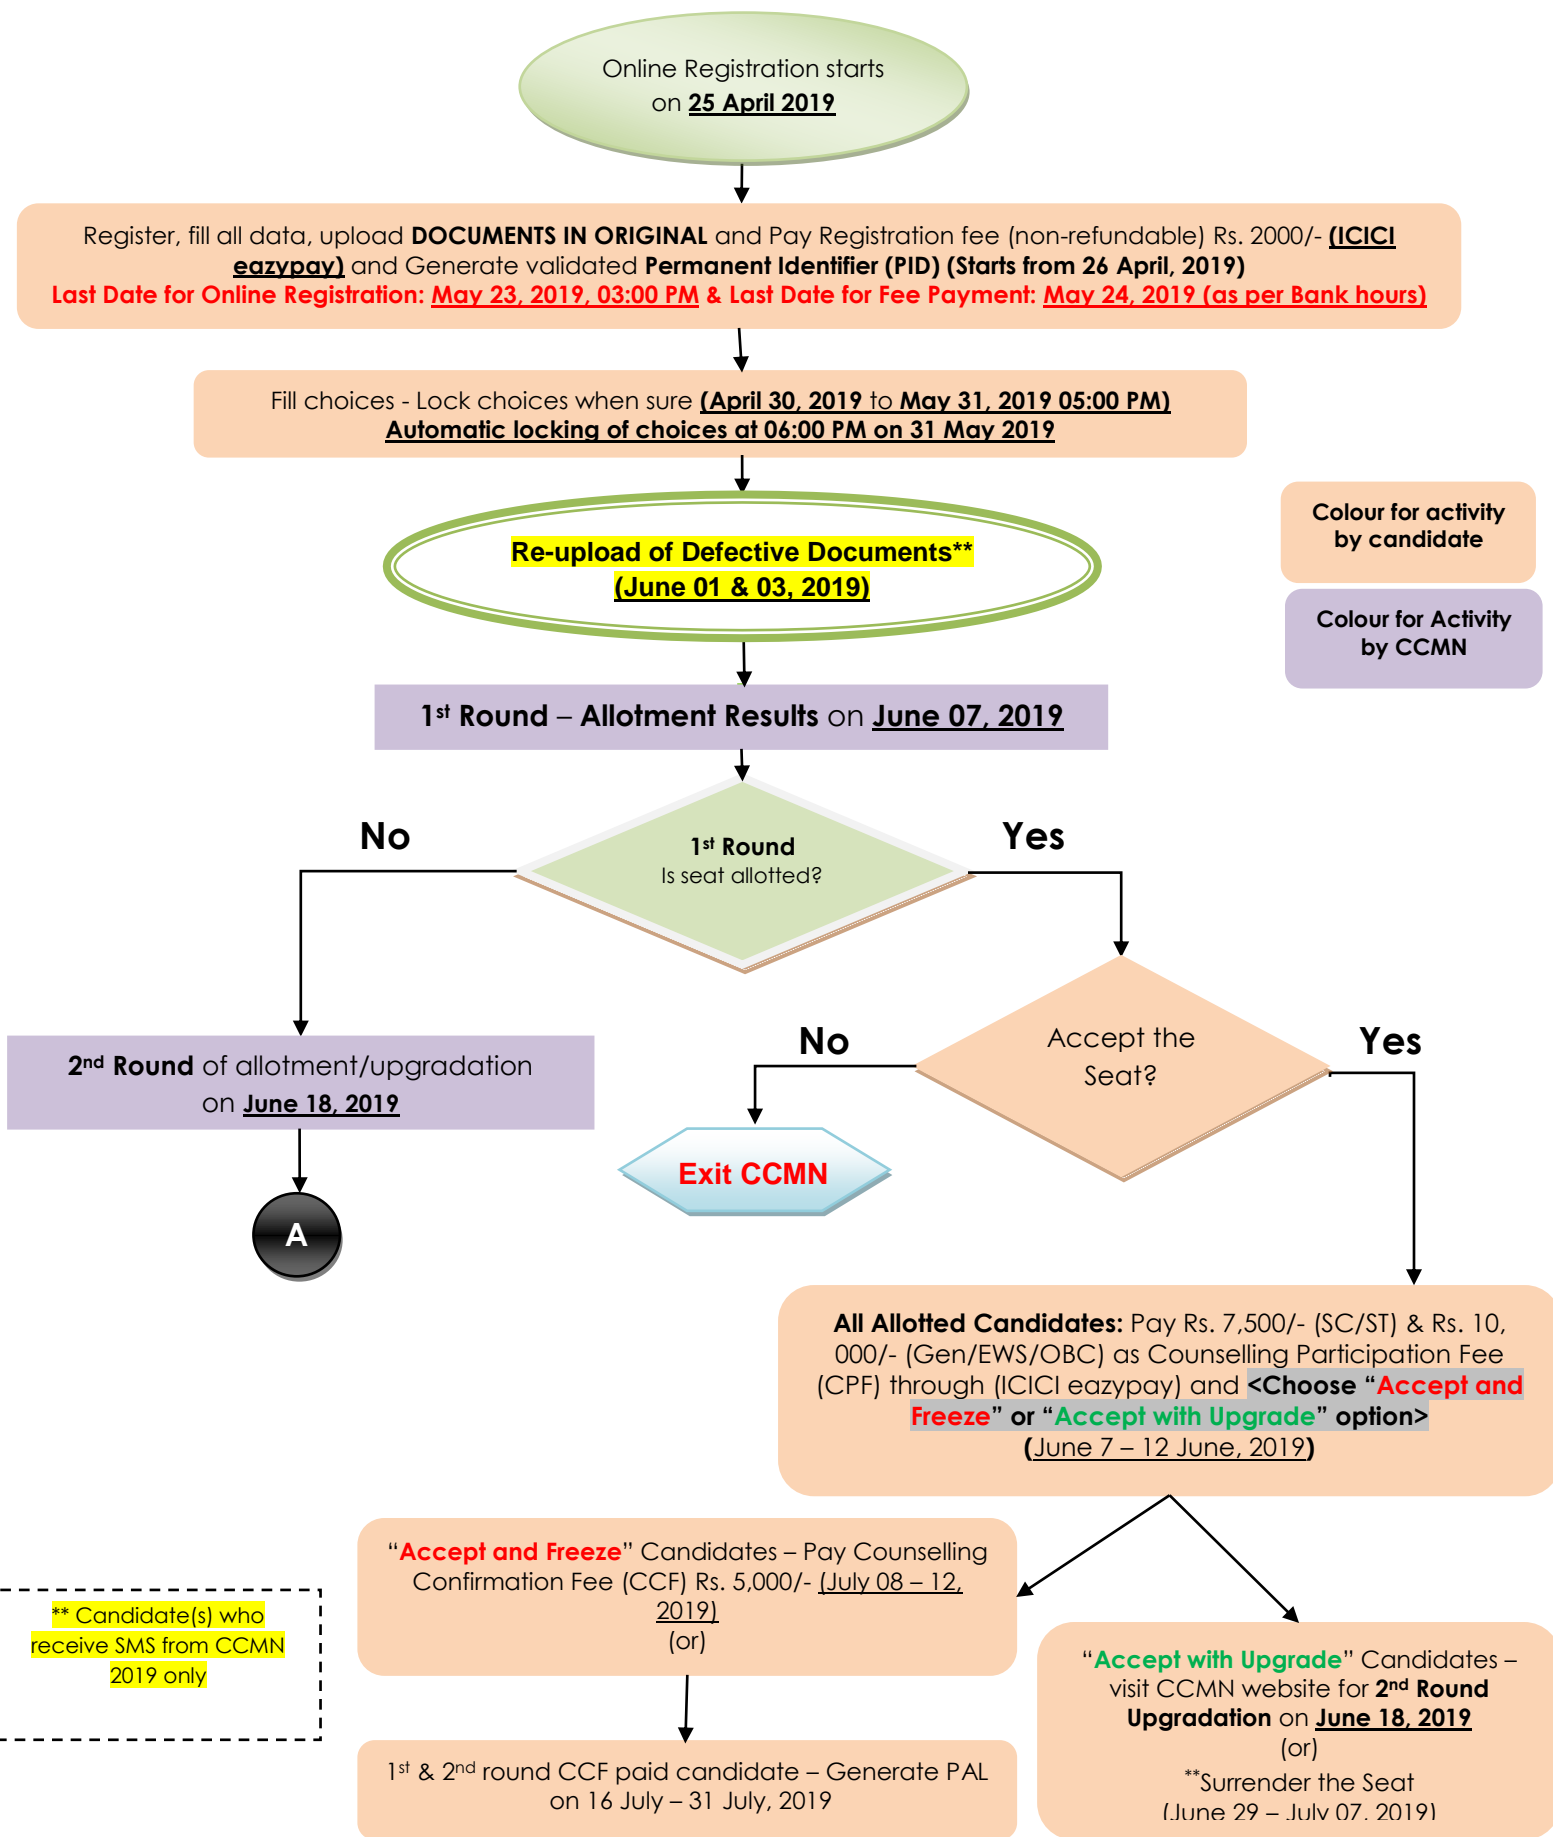 Online Registration starts
on 25 April 2019
Register, fill all data, upload DOCUMENTS IN ORIGINAL and Pay Registration fee (non-refundable) Rs. 2000/- (ICICI
eazypay) and Generate validated Permanent Identifier (PID) (Starts from 26 April, 2019)
Last Date for Online Registration: May 23, 2019, 03:00 PM & Last Date for Fee Payment: May 24, 2019 (as per Bank hours)
Fill choices - Lock choices when sure (April 30, 2019 to May 31, 2019 05:00 PM)
Automatic locking of choices at 06:00 PM on 31 May 2019
Re-upload of Defective Documents**
(June 01 & 03, 2019)
Colour for activity
by candidate
Colour for Activity
by CCMN
1st Round – Allotment Results on June 07, 2019
No
1st Round
Is seat allotted?
Yes
2nd Round of allotment/upgradation
on June 18, 2019
A
No
Accept the
Seat?
Yes
Exit CCMN
All Allotted Candidates: Pay Rs. 7,500/- (SC/ST) & Rs. 10,
000/- (Gen/EWS/OBC) as Counselling Participation Fee
(CPF) through (ICICI eazypay) and <Choose “Accept and
Freeze” or “Accept with Upgrade” option>
(June 7 – 12 June, 2019)
“Accept and Freeze” Candidates – Pay Counselling
Confirmation Fee (CCF) Rs. 5,000/- (July 08 – 12,
2019)
(or)
** Candidate(s) who
receive SMS from CCMN
2019 only
“Accept with Upgrade” Candidates –
visit CCMN website for 2nd Round
Upgradation on June 18, 2019
(or)
**Surrender the Seat
(June 29 – July 07, 2019)
1st & 2nd round CCF paid candidate – Generate PAL
on 16 July – 31 July, 2019